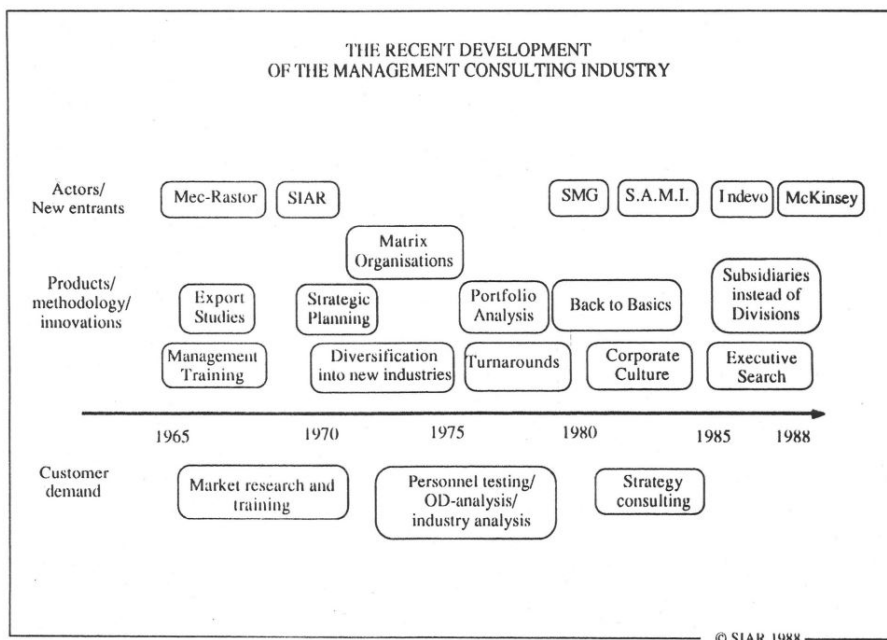 THE RECENT DEVELOPMENT
OF THE MANAGEMENT CONSULTING INDUSTRY
Actors/
New entrants
Mec-Rastor
SIAR
SMG
S.A.M.I.
Indevo
McKinsey
Products/
methodology/
innovations
Matrix
Organisations
Export
Studies
Strategic
Planning
Portfolio
Analysis
Back to Basics
Subsidiaries
instead of
Divisions
Management
Training
Diversification
into new industries
Turnarounds
Corporate
Culture
Executive
Search
1965
1970
1975
1980
1985
1988
Customer
demand
Market research and
training
Personnel testing/
OD-analysis/
industry analysis
Strategy
consulting
© SIAR 1988